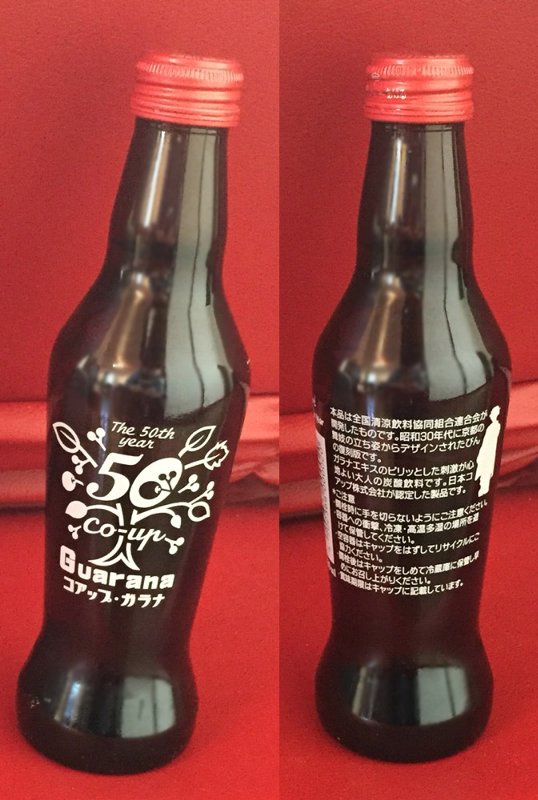 The 50th
year
50
co-up
Guarana
コアップ・ガラナ
本品は全国清涼飲料協同組合連合会が
開発したものです。昭和30年代に京都の
舞妓の立ち姿からデザインされたびん
の復刻版です。
ガラナエキスのピリッとした刺激が心
地よい大人の炭酸飲料です。日本コ
アップ株式会社が認定した製品です。
*ご注意
・開栓時に手を切らないようにご注意ください。
・容器への衝撃、冷凍・高温多湿の場所を避
けて保管してください。
・空容器はキャップをはずしてリサイクルにご
協力ください。
・開栓後はキャップをしめて冷蔵庫に保管し早
めにお召し上がりください。
・賞味期限はキャップに記載しています。